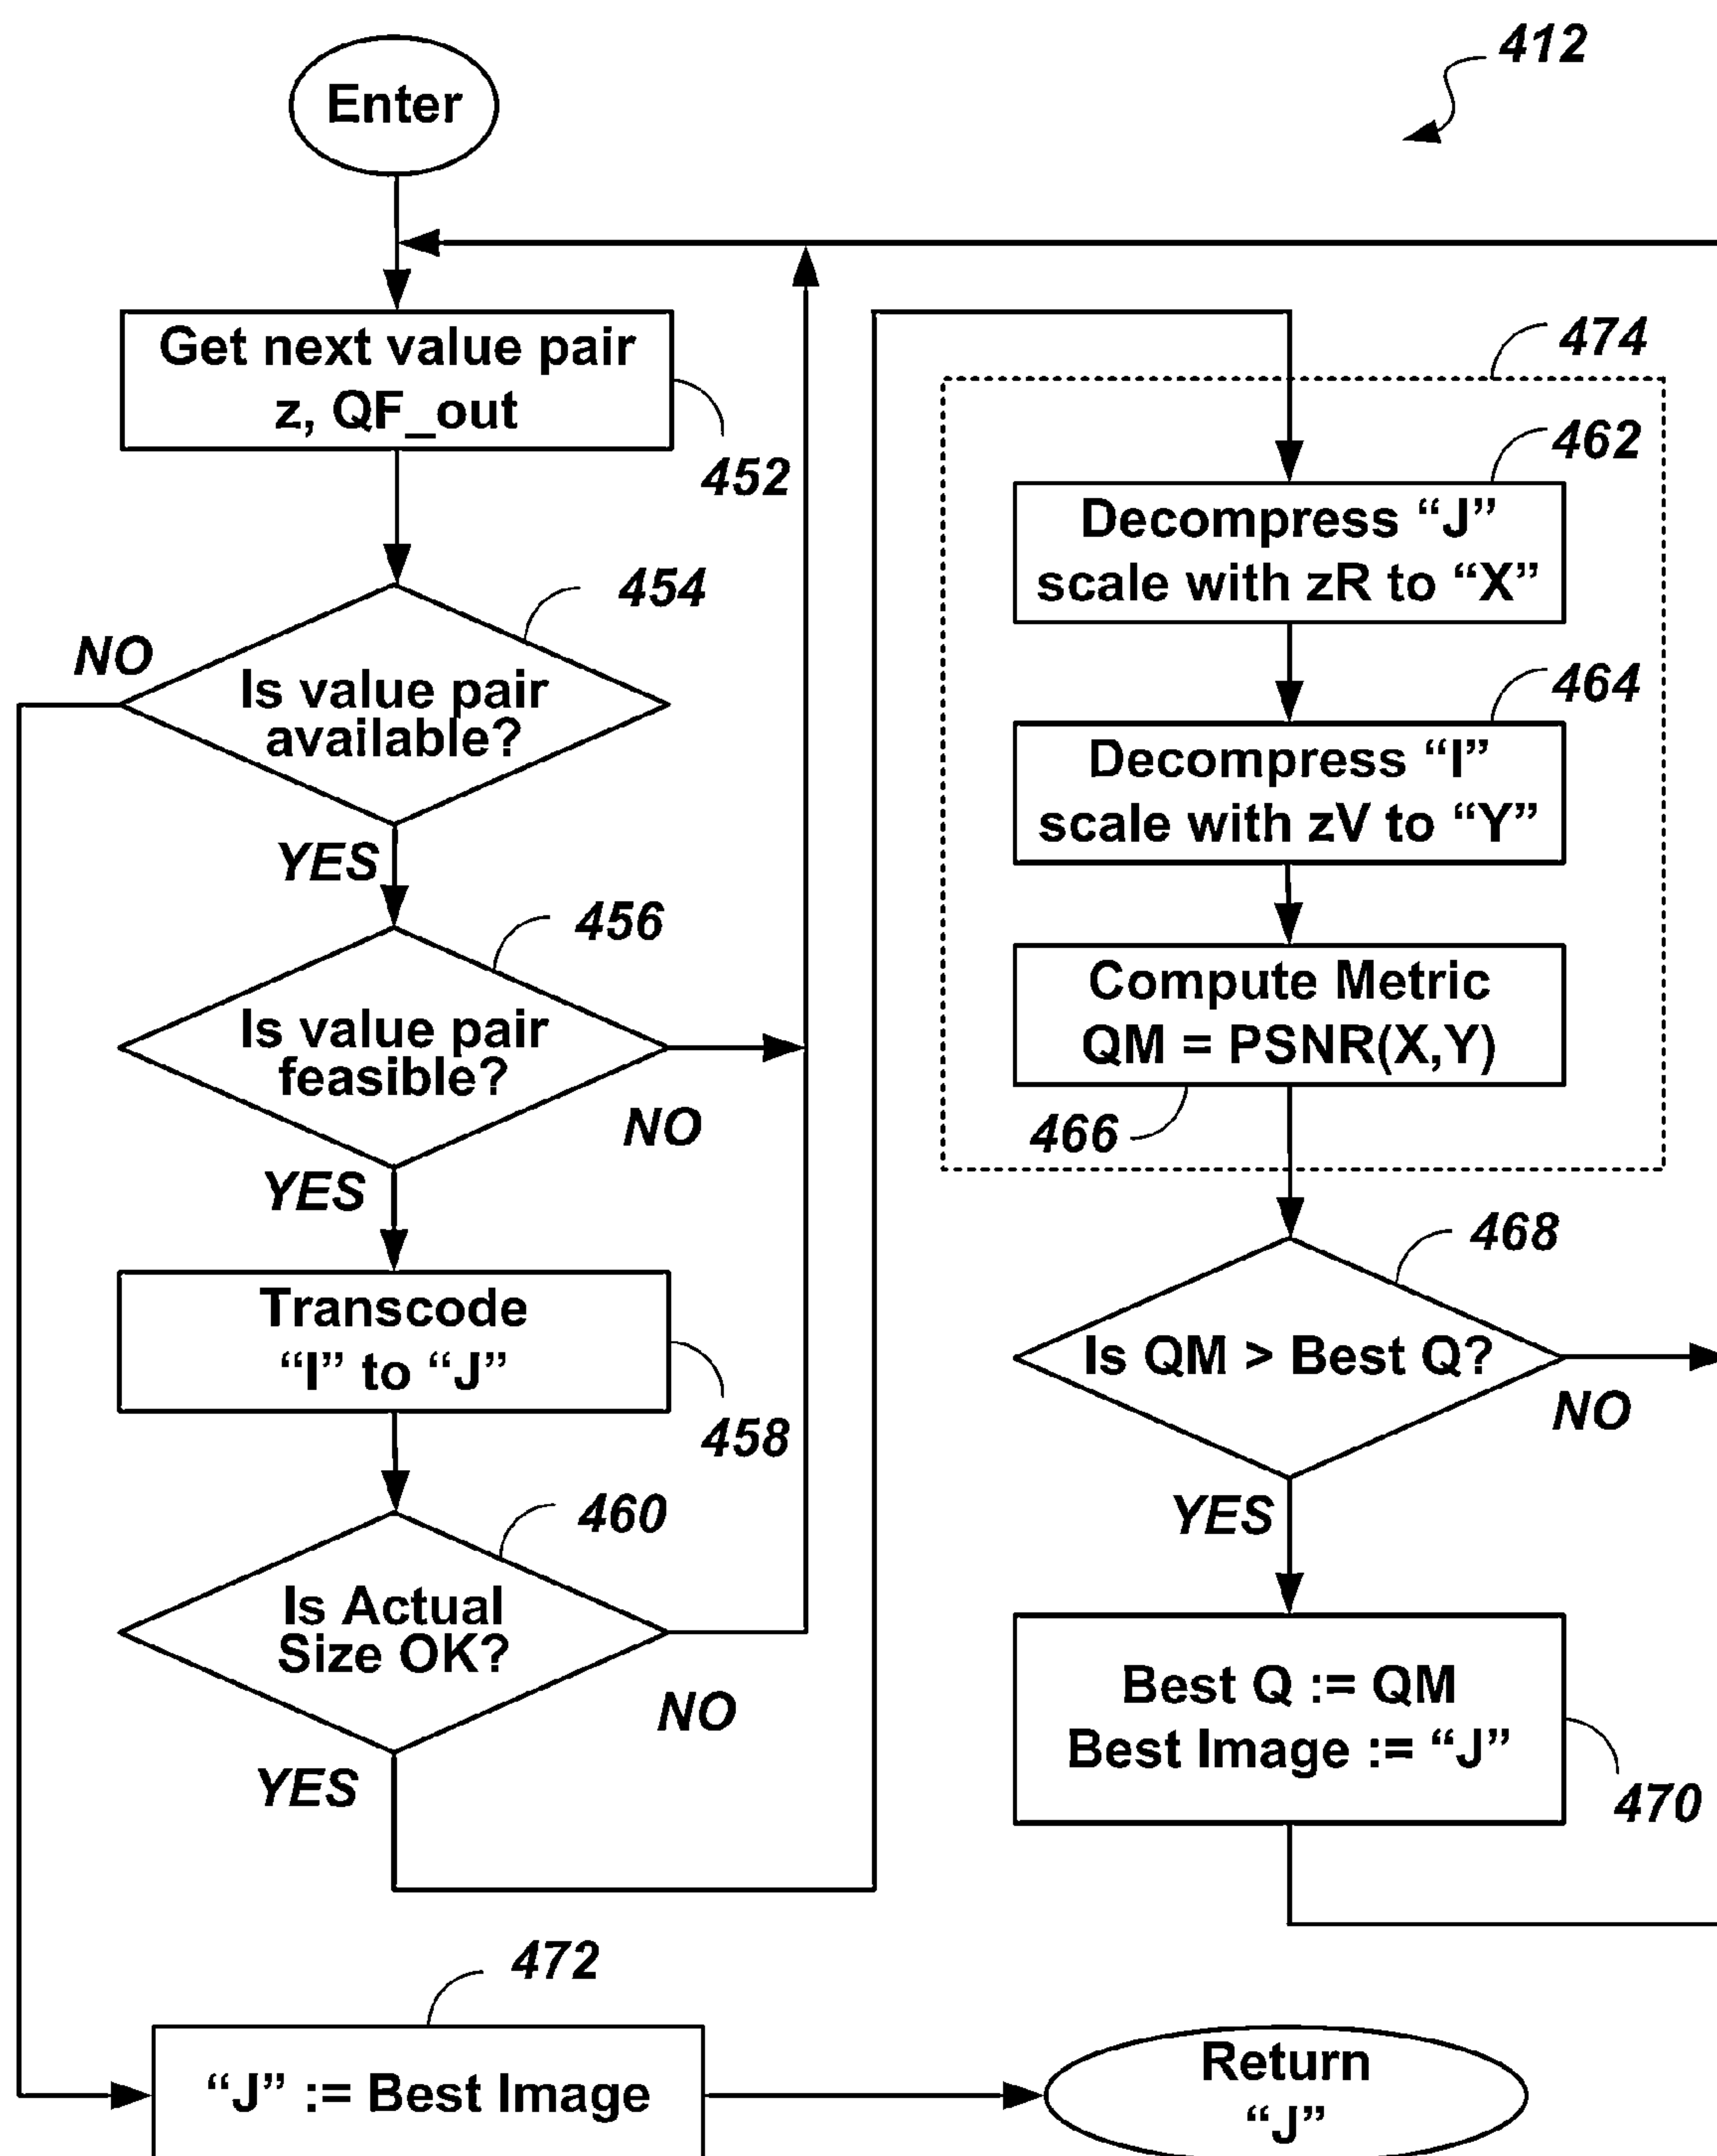 412
Enter
Get next value pair
z, QF_out
452
454
NO
Is value pair
available?
YES
456
Is value pair
feasible?
NO
YES
Transcode
“I” to “J”
458
460
Is Actual
Size OK?
NO
YES
474
462
Decompress “J”
scale with zR to “X”
464
Decompress “I”
scale with zV to “Y”
Compute Metric
QM = PSNR(X,Y)
466
468
Is QM > Best Q?
NO
YES
Best Q := QM
Best Image := “J”
470
472
“J” := Best Image
Return
“J”